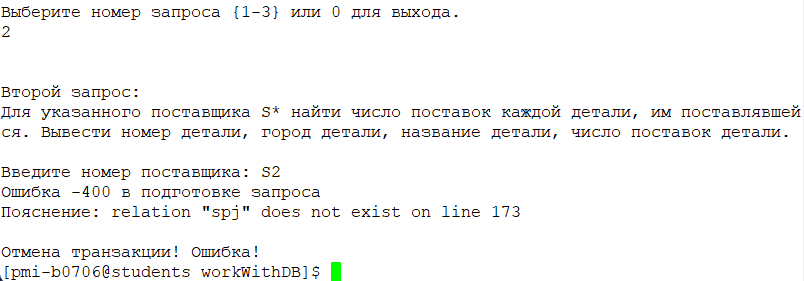 Выберите номер запроса {1-3} или 0 для выхода.
2
Второй запрос:
Для указанного поставщика S* найти число поставок каждой детали, им поставлявшей
ся. Вывести номер детали, город детали, название детали, число поставок детали.
Введите номер поставщика: S2
Ошибка -400 в подготовке запроса
Пояснение: relation "spj" does not exist on line 173
Отмена транзакции! Ошибка!
[pmi-b0706@students workWithDB]$